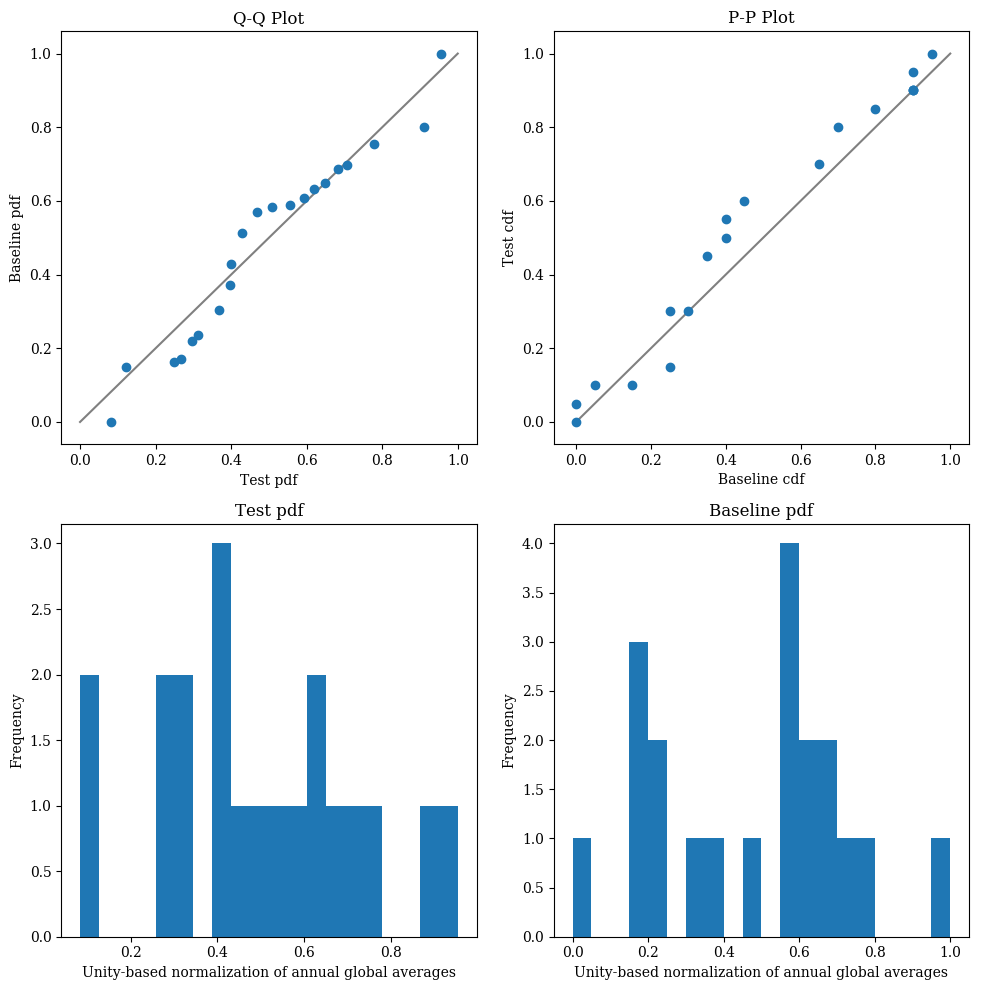 Q-Q Plot
1.0
0.8
0.6
0.4
0.2
0.0
Baseline pdf
0.0 0.2 0.4 0.6 0.8 1.0
Test pdf
P-P Plot
1.0
0.8
0.6
0.4
0.2
0.0
Test cdf
0.0 0.2 0.4 0.6 0.8 1.0
Baseline cdf
Test pdf
3.0
2.5
2.0
1.5
1.0
0.5
0.0
Frequency
0.2 0.4 0.6 0.8
Unity-based normalization of annual global averages
Baseline pdf
4.0
3.5
3.0
2.5
2.0
1.5
1.0
0.5
0.0
Frequency
0.0 0.2 0.4 0.6 0.8 1.0
Unity-based normalization of annual global averages